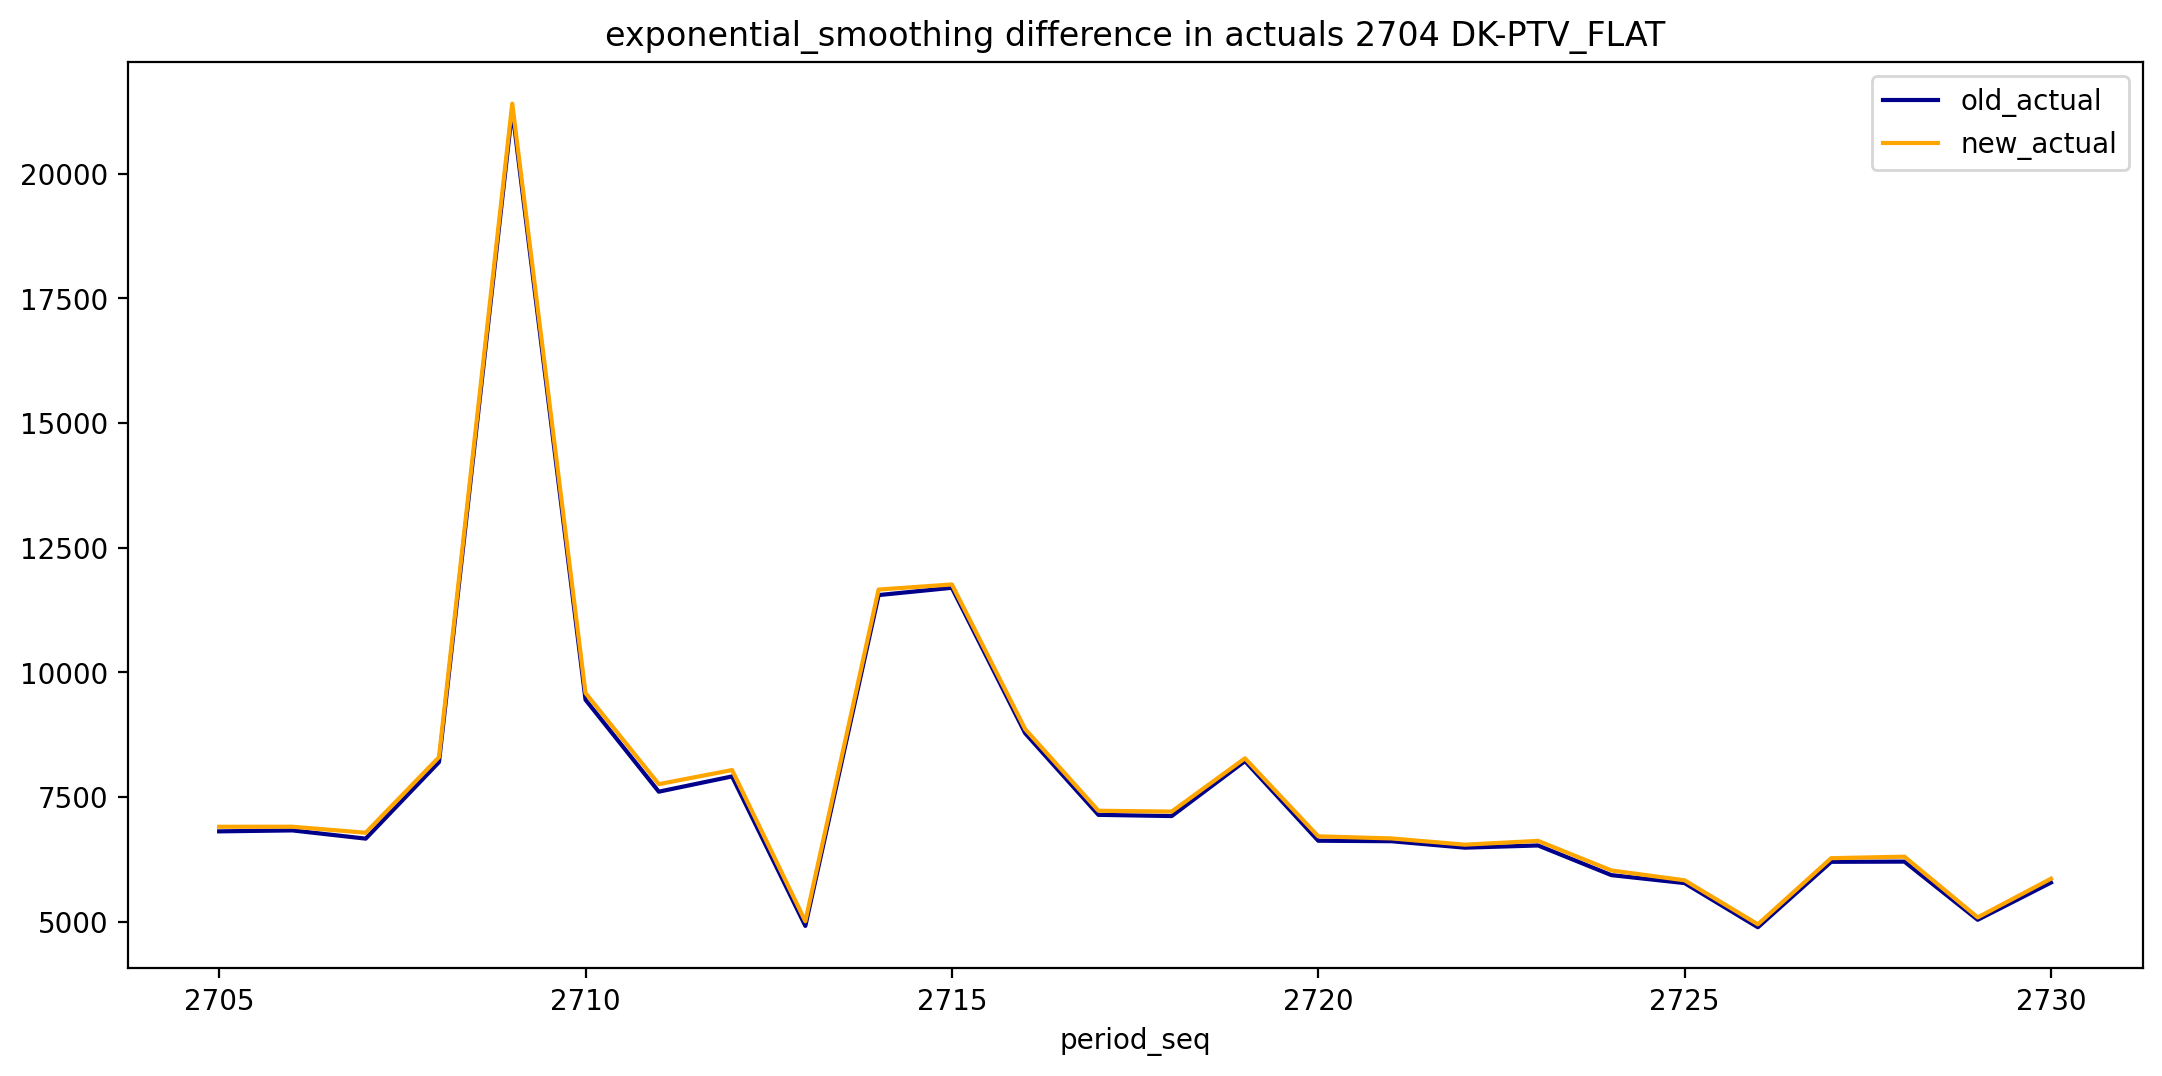 exponential_smoothing difference in actuals 2704 DK-PTV_FLAT
old_actual
new_actual
20000
17500
15000
12500
10000
7500
5000
2705 2710 2715 2720 2725 2730
period_seq